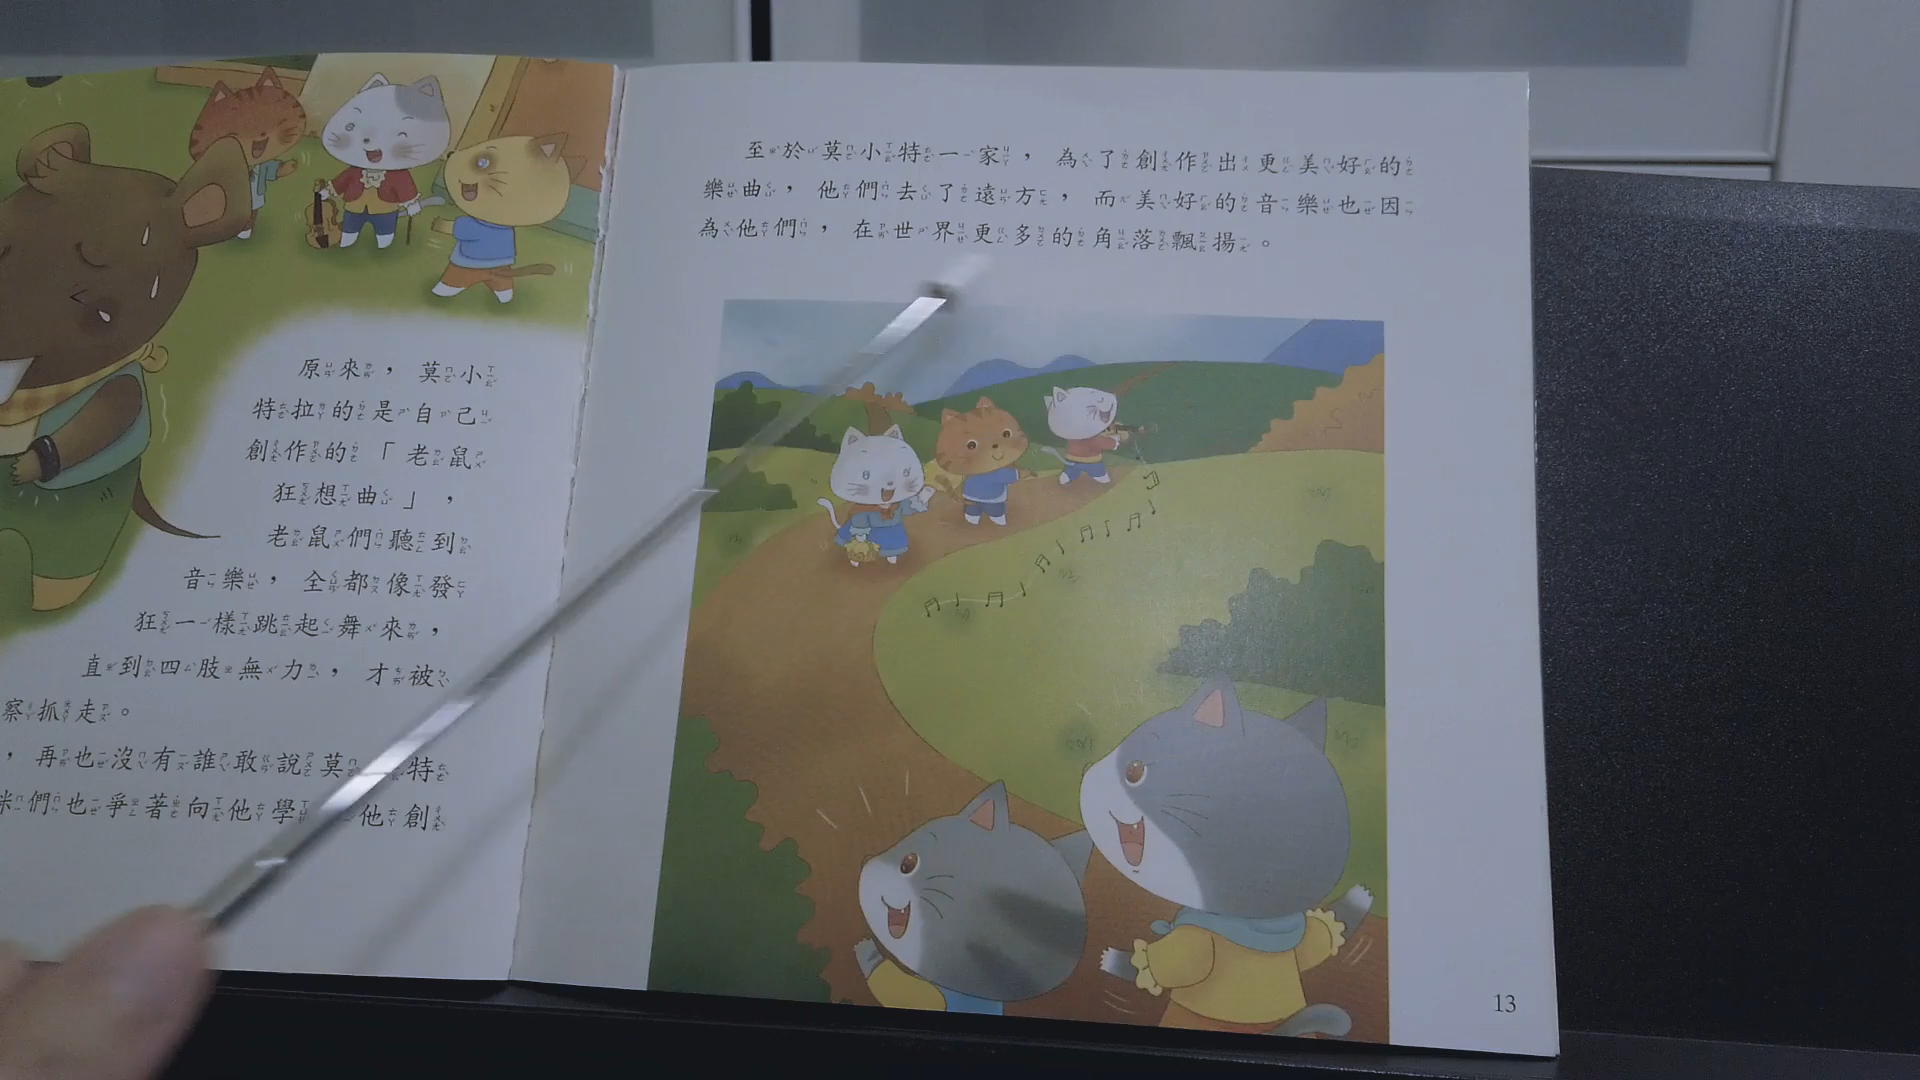 原來，莫小
特拉的是自己
創作的「老鼠
狂想曲」，
老鼠們聽到
音樂，全都像發
狂一樣跳起舞來，
直到四肢無力，才被
察抓走。
，再也沒有誰敢說莫特
咪們也爭著向他學他創
至於莫小特一家，為了創作出更美好的
樂曲，他們去了遠方，而美好的音樂也因
為他們，在世界更多的角落飄揚。
13